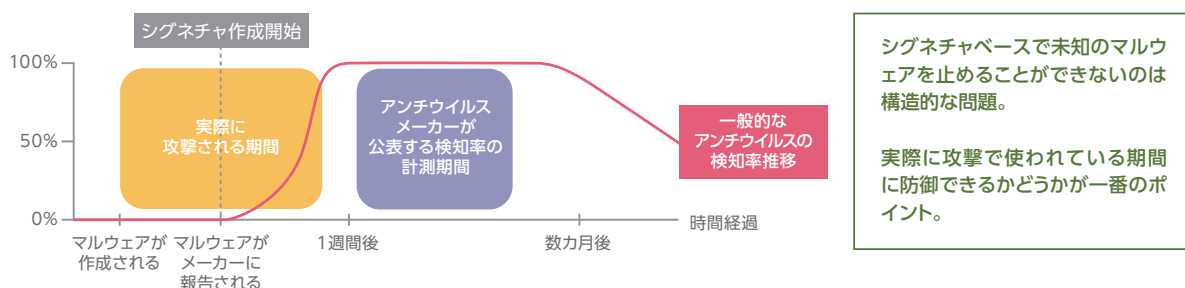 シグネチャ作成開始
100%
50%
0%
実際に
攻撃される期間
アンチウイルス
メーカーが
公表する検知率の
計測期間
一般的な
アンチウイルスの
検知率推移
時間経過
マルウェアが
作成される
マルウェアが
メーカーに
報告される
1週間後
数カ月後
シグネチャベースで未知のマルウ
ェアを止めることができないのは
構造的な問題。
実際に攻撃で使われている期間
に防御できるかどうかが一番のポ
イント。